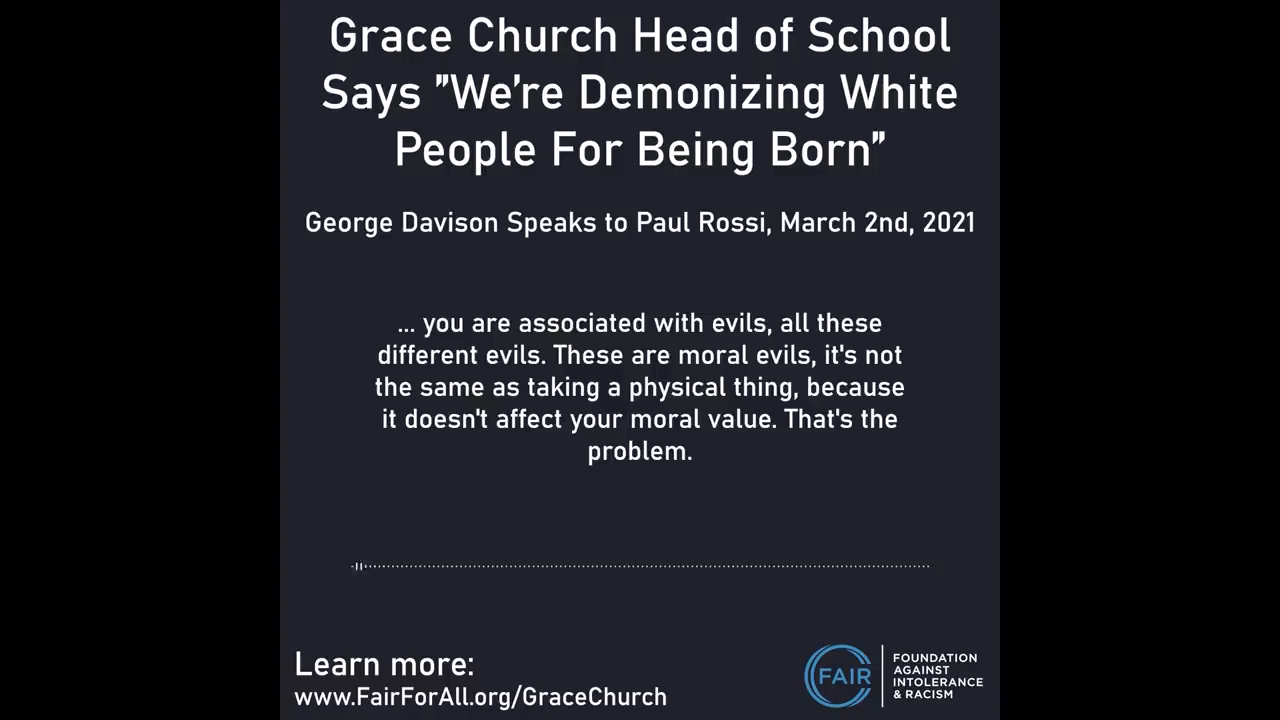 Grace Church Head of School
Says "We're Demonizing White
People For Being Born"
George Davison Speaks to Paul Rossi, March 2nd, 2021
... you are associated with evils, all these
different evils. These are moral evils, it's not
the same as taking a physical thing, because
it doesn't affect your moral value. That's the
problem.
Learn more:
www.FairForAll.org/GraceChurch
FAIR
FOUNDATION
AGAINST
INTOLERANCE
& RACISM